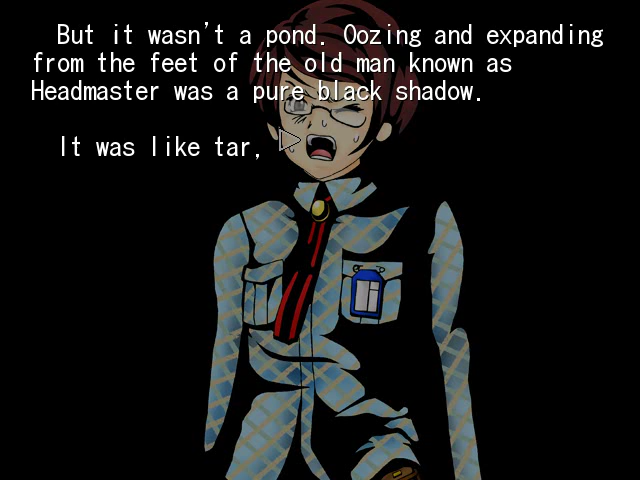 But it wasn't a pond. Oozing and expanding
from the feet of the old man known as
Headmaster was a pure black shadow.
It was like tar,